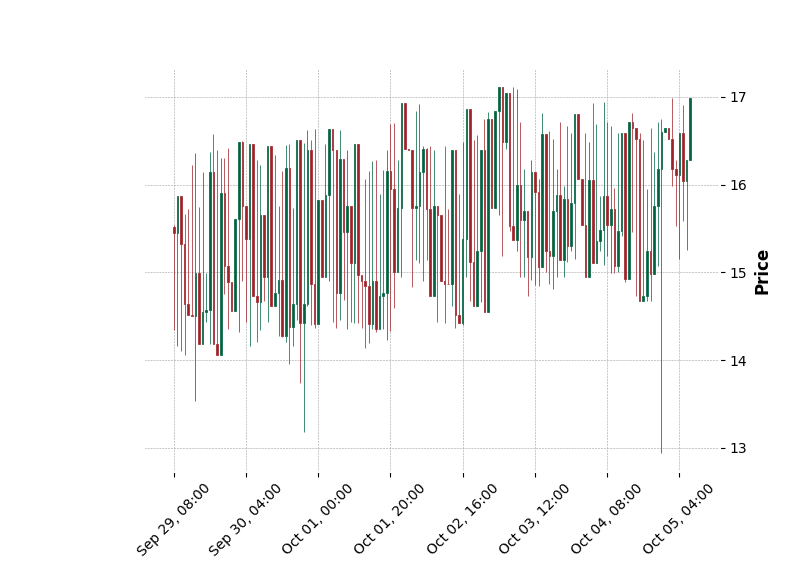 17
16
15
14
13
Price
Sep 29, 08:00
Sep 30, 04:00
Oct 01, 00:00
Oct 01, 20:00
Oct 02, 16:00
Oct 03, 12:00
Oct 04, 08:00
Oct 05, 04:00